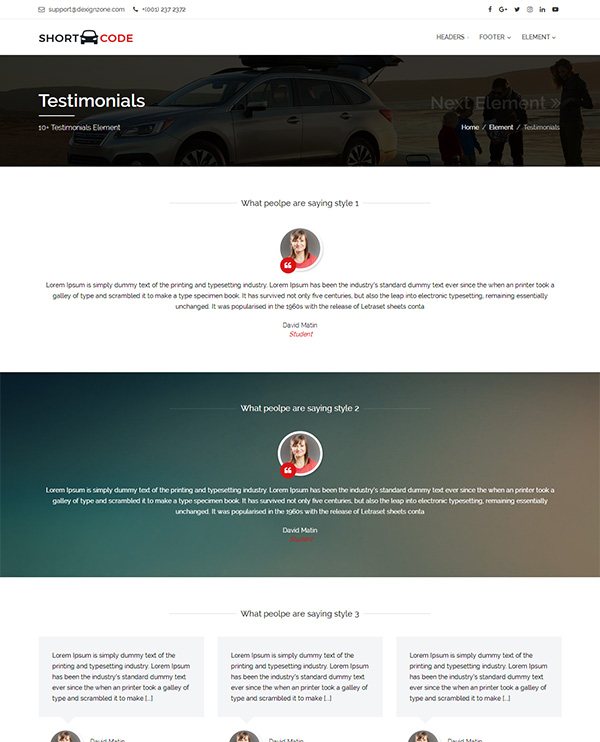 support@dexignzone.com +(001) 237 2372
SHORT CODE
HEADERS FOOTER ELEMENT
Testimonials
Next Element »
10+ Testimonials Element
Home / Element / Testimonials
What peolpe are saying style 1
Lorem Ipsum is simply dummy text of the printing and typesetting industry. Lorem Ipsum has been the industry's standard dummy text ever since the when an printer took a
galley of type and scrambled it to make a type specimen book. It has survived not only five centuries, but also the leap into electronic typesetting, remaining essentially
unchanged. It was popularised in the 1960s with the release of Letraset sheets conta
David Matin
Student
What peolpe are saying style 2
Lorem Ipsum is simply dummy text of the printing and typesetting industry. Lorem Ipsum has been the industry's standard dummy text ever since the when an printer took a
galley of type and scrambled it to make a type specimen book. It has survived not only five centuries, but also the leap into electronic typesetting, remaining essentially
unchanged. It was popularised in the 1960s with the release of Letraset sheets conta
David Matin
Student
What peolpe are saying style 3
Lorem Ipsum is simply dummy text of the
printing and typesetting industry. Lorem Ipsum
has been the industry's standard dummy text
ever since the when an printer took a galley of
type and scrambled it to make [...]
David Matin
Lorem Ipsum is simply dummy text of the
printing and typesetting industry. Lorem Ipsum
has been the industry's standard dummy text
ever since the when an printer took a galley of
type and scrambled it to make [...]
David Matin
Lorem Ipsum is simply dummy text of the
printing and typesetting industry. Lorem Ipsum
has been the industry's standard dummy text
ever since the when an printer took a galley of
type and scrambled it to make [...]
David Matin